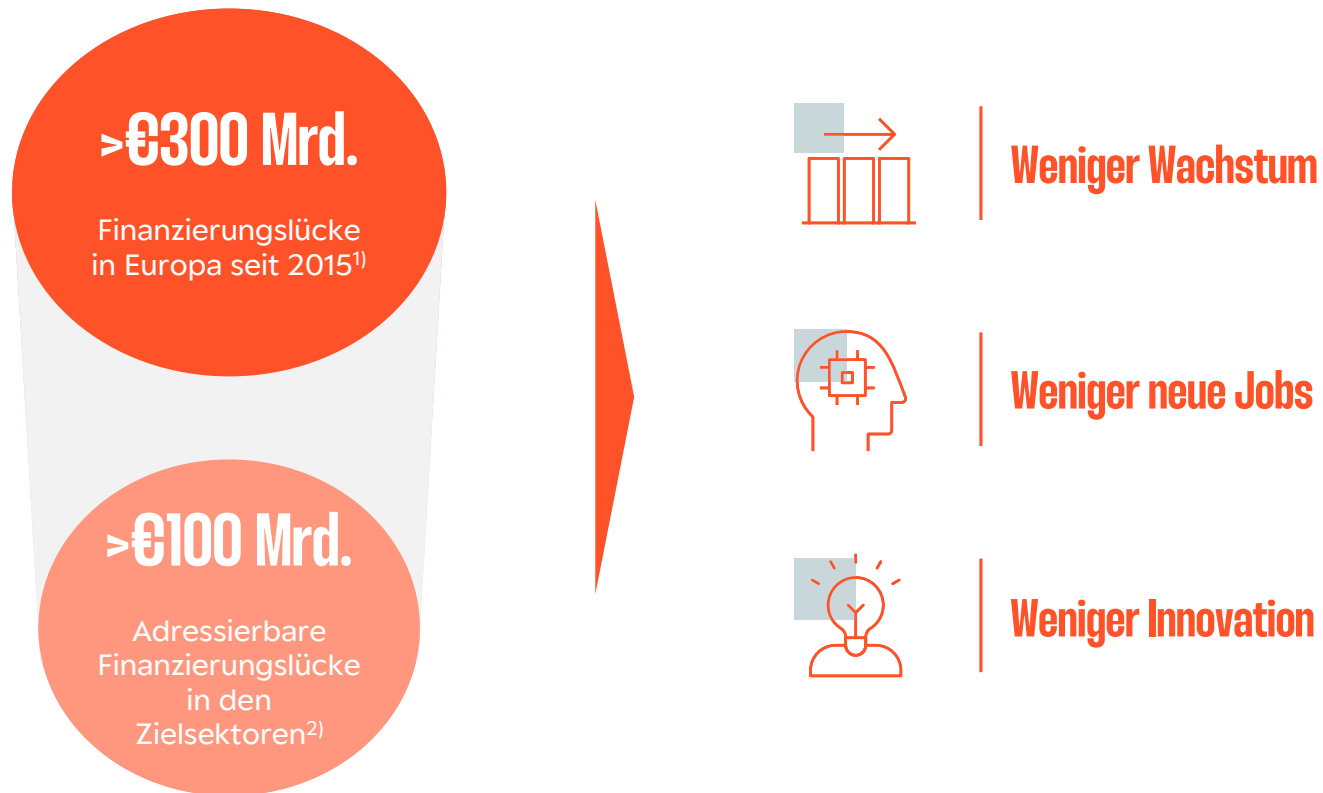 >€300 Mrd.
Finanzierungslücke
in Europa seit 2015¹⁾
>€100 Mrd.
Adressierbare
Finanzierungslücke
in den
Zielsektoren²⁾
Weniger Wachstum
Weniger neue Jobs
Weniger Innovation